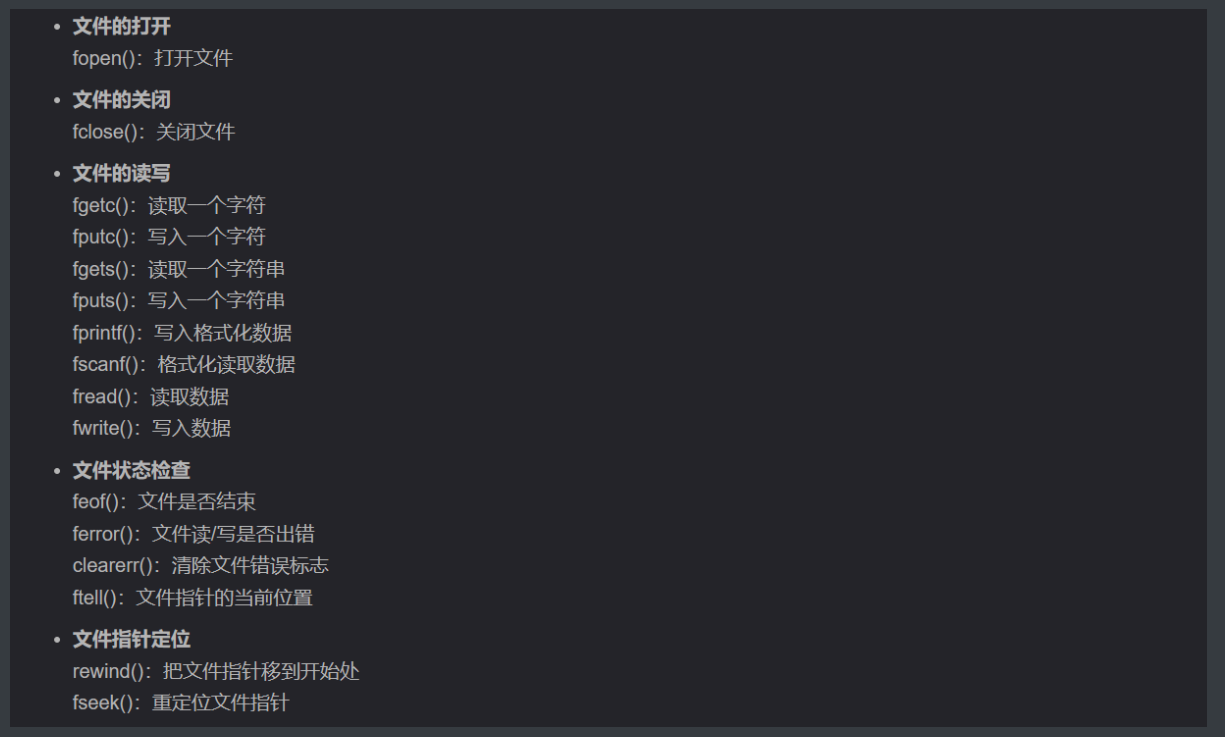 文件的打开
fopen()：打开文件
文件的关闭
fclose()：关闭文件
文件的读写
fgetc()：读取一个字符
fputc()：写入一个字符
fgets()：读取一个字符串
fputs()：写入一个字符串
fprintf()：写入格式化数据
fscanf()：格式化读取数据
fread()：读取数据
fwrite()：写入数据
文件状态检查
feof()：文件是否结束
ferror()：文件读/写是否出错
clearerr()：清除文件错误标志
ftell()：文件指针的当前位置
文件指针定位
rewind()：把文件指针移到开始处
fseek()：重定位文件指针